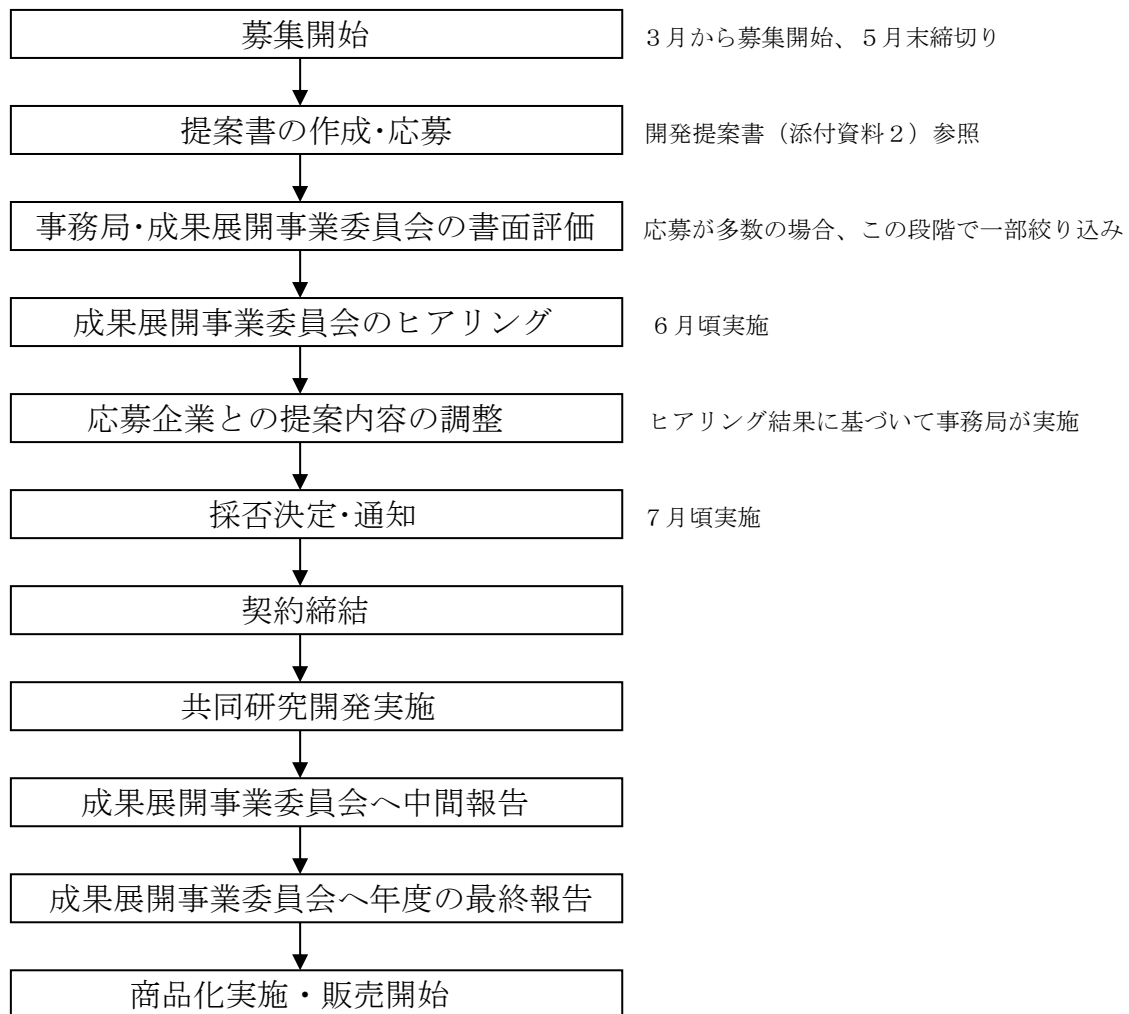 募集開始
３月から募集開始、５月末締切り
提案書の作成･応募
開発提案書（添付資料２）参照
事務局･成果展開事業委員会の書面評価
応募が多数の場合、この段階で一部絞り込み
成果展開事業委員会のヒアリング
６月頃実施
応募企業との提案内容の調整
ヒアリング結果に基づいて事務局が実施
採否決定･通知
７月頃実施
契約締結
共同研究開発実施
成果展開事業委員会へ中間報告
成果展開事業委員会へ年度の最終報告
商品化実施・販売開始